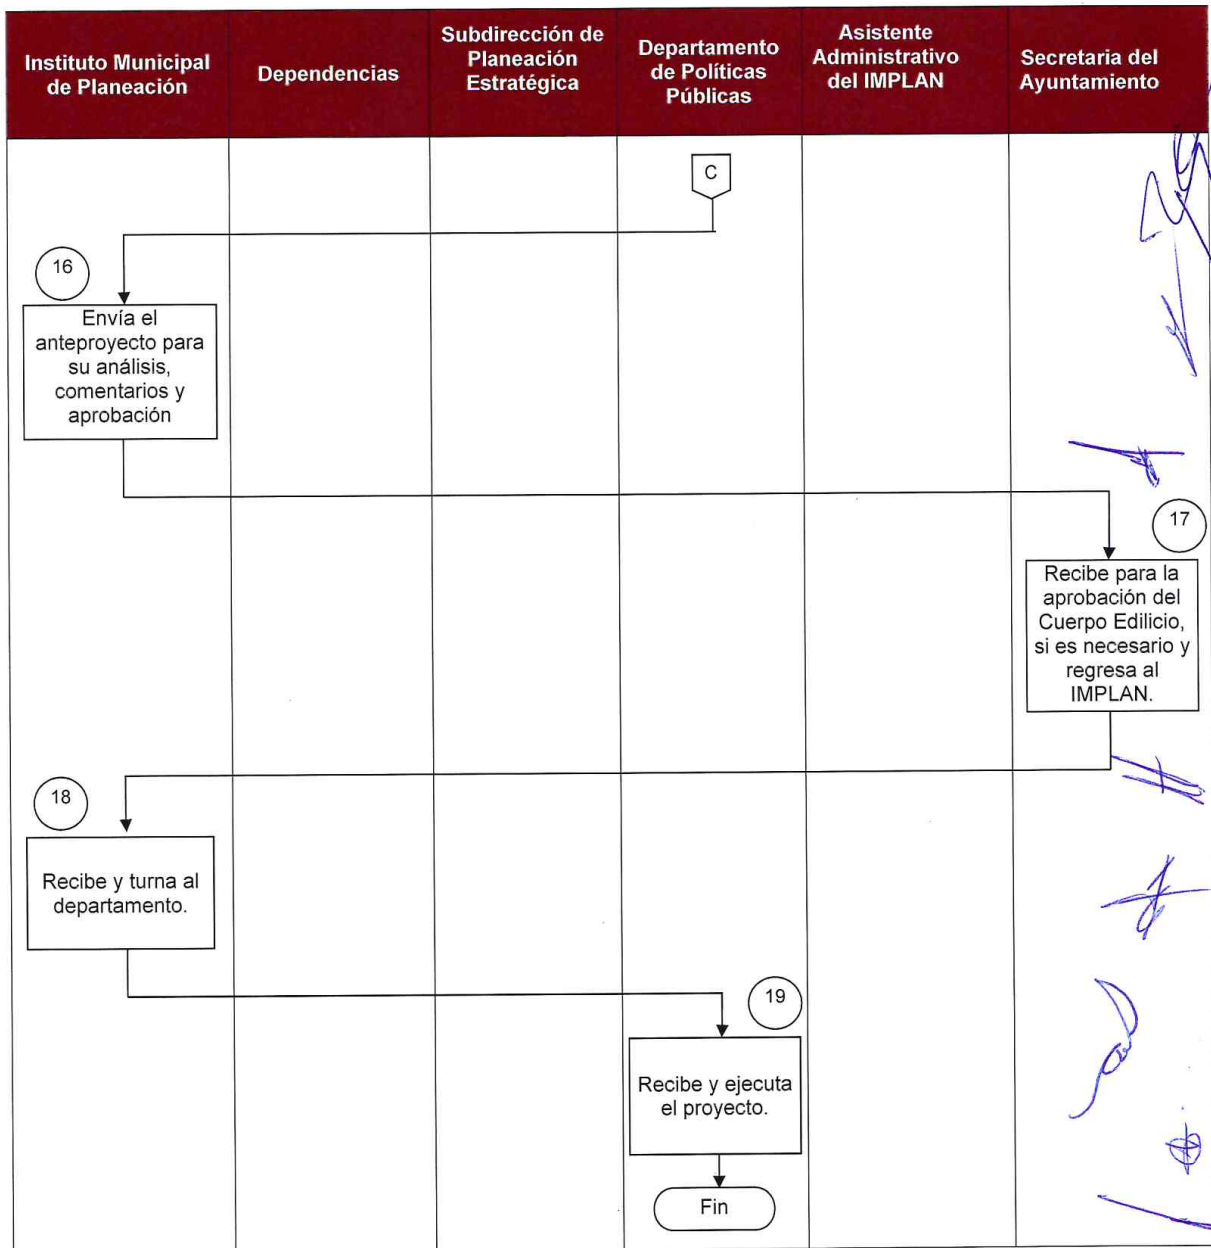 Instituto Municipal
de Planeación
Dependencias
Subdirección de
Planeación
Estratégica
Departamento
de Políticas
Públicas
Asistente
Administrativo
del IMPLAN
Secretaria del
Ayuntamiento
C
16
Envía el
anteproyecto para
su análisis,
comentarios y
aprobación
17
Recibe para la
aprobación del
Cuerpo Edilicio,
si es necesario y
regresa al
IMPLAN.
18
Recibe y turna al
departamento.
19
Recibe y ejecuta
el proyecto.
Fin